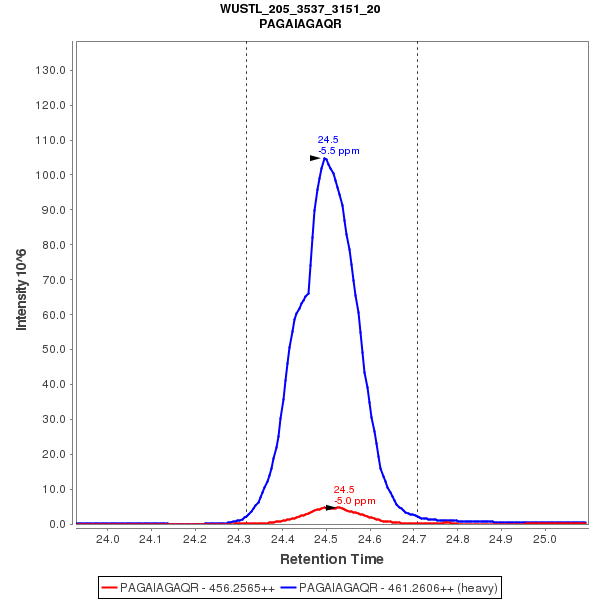 WUSTL_205_3537_3151_20
PAGAIAGAQR
Intensity 10^6
130.0
120.0
110.0
100.0
90.0
80.0
70.0
60.0
50.0
40.0
30.0
20.0
10.0
0.0
24.5
-5.5 ppm
24.5
-5.0 ppm
24.0 24.1 24.2 24.3 24.4 24.5 24.6 24.7 24.8 24.9 25.0
Retention Time
PAGAIAGAQR - 456.2565++ PAGAIAGAQR - 461.2606++ (heavy)